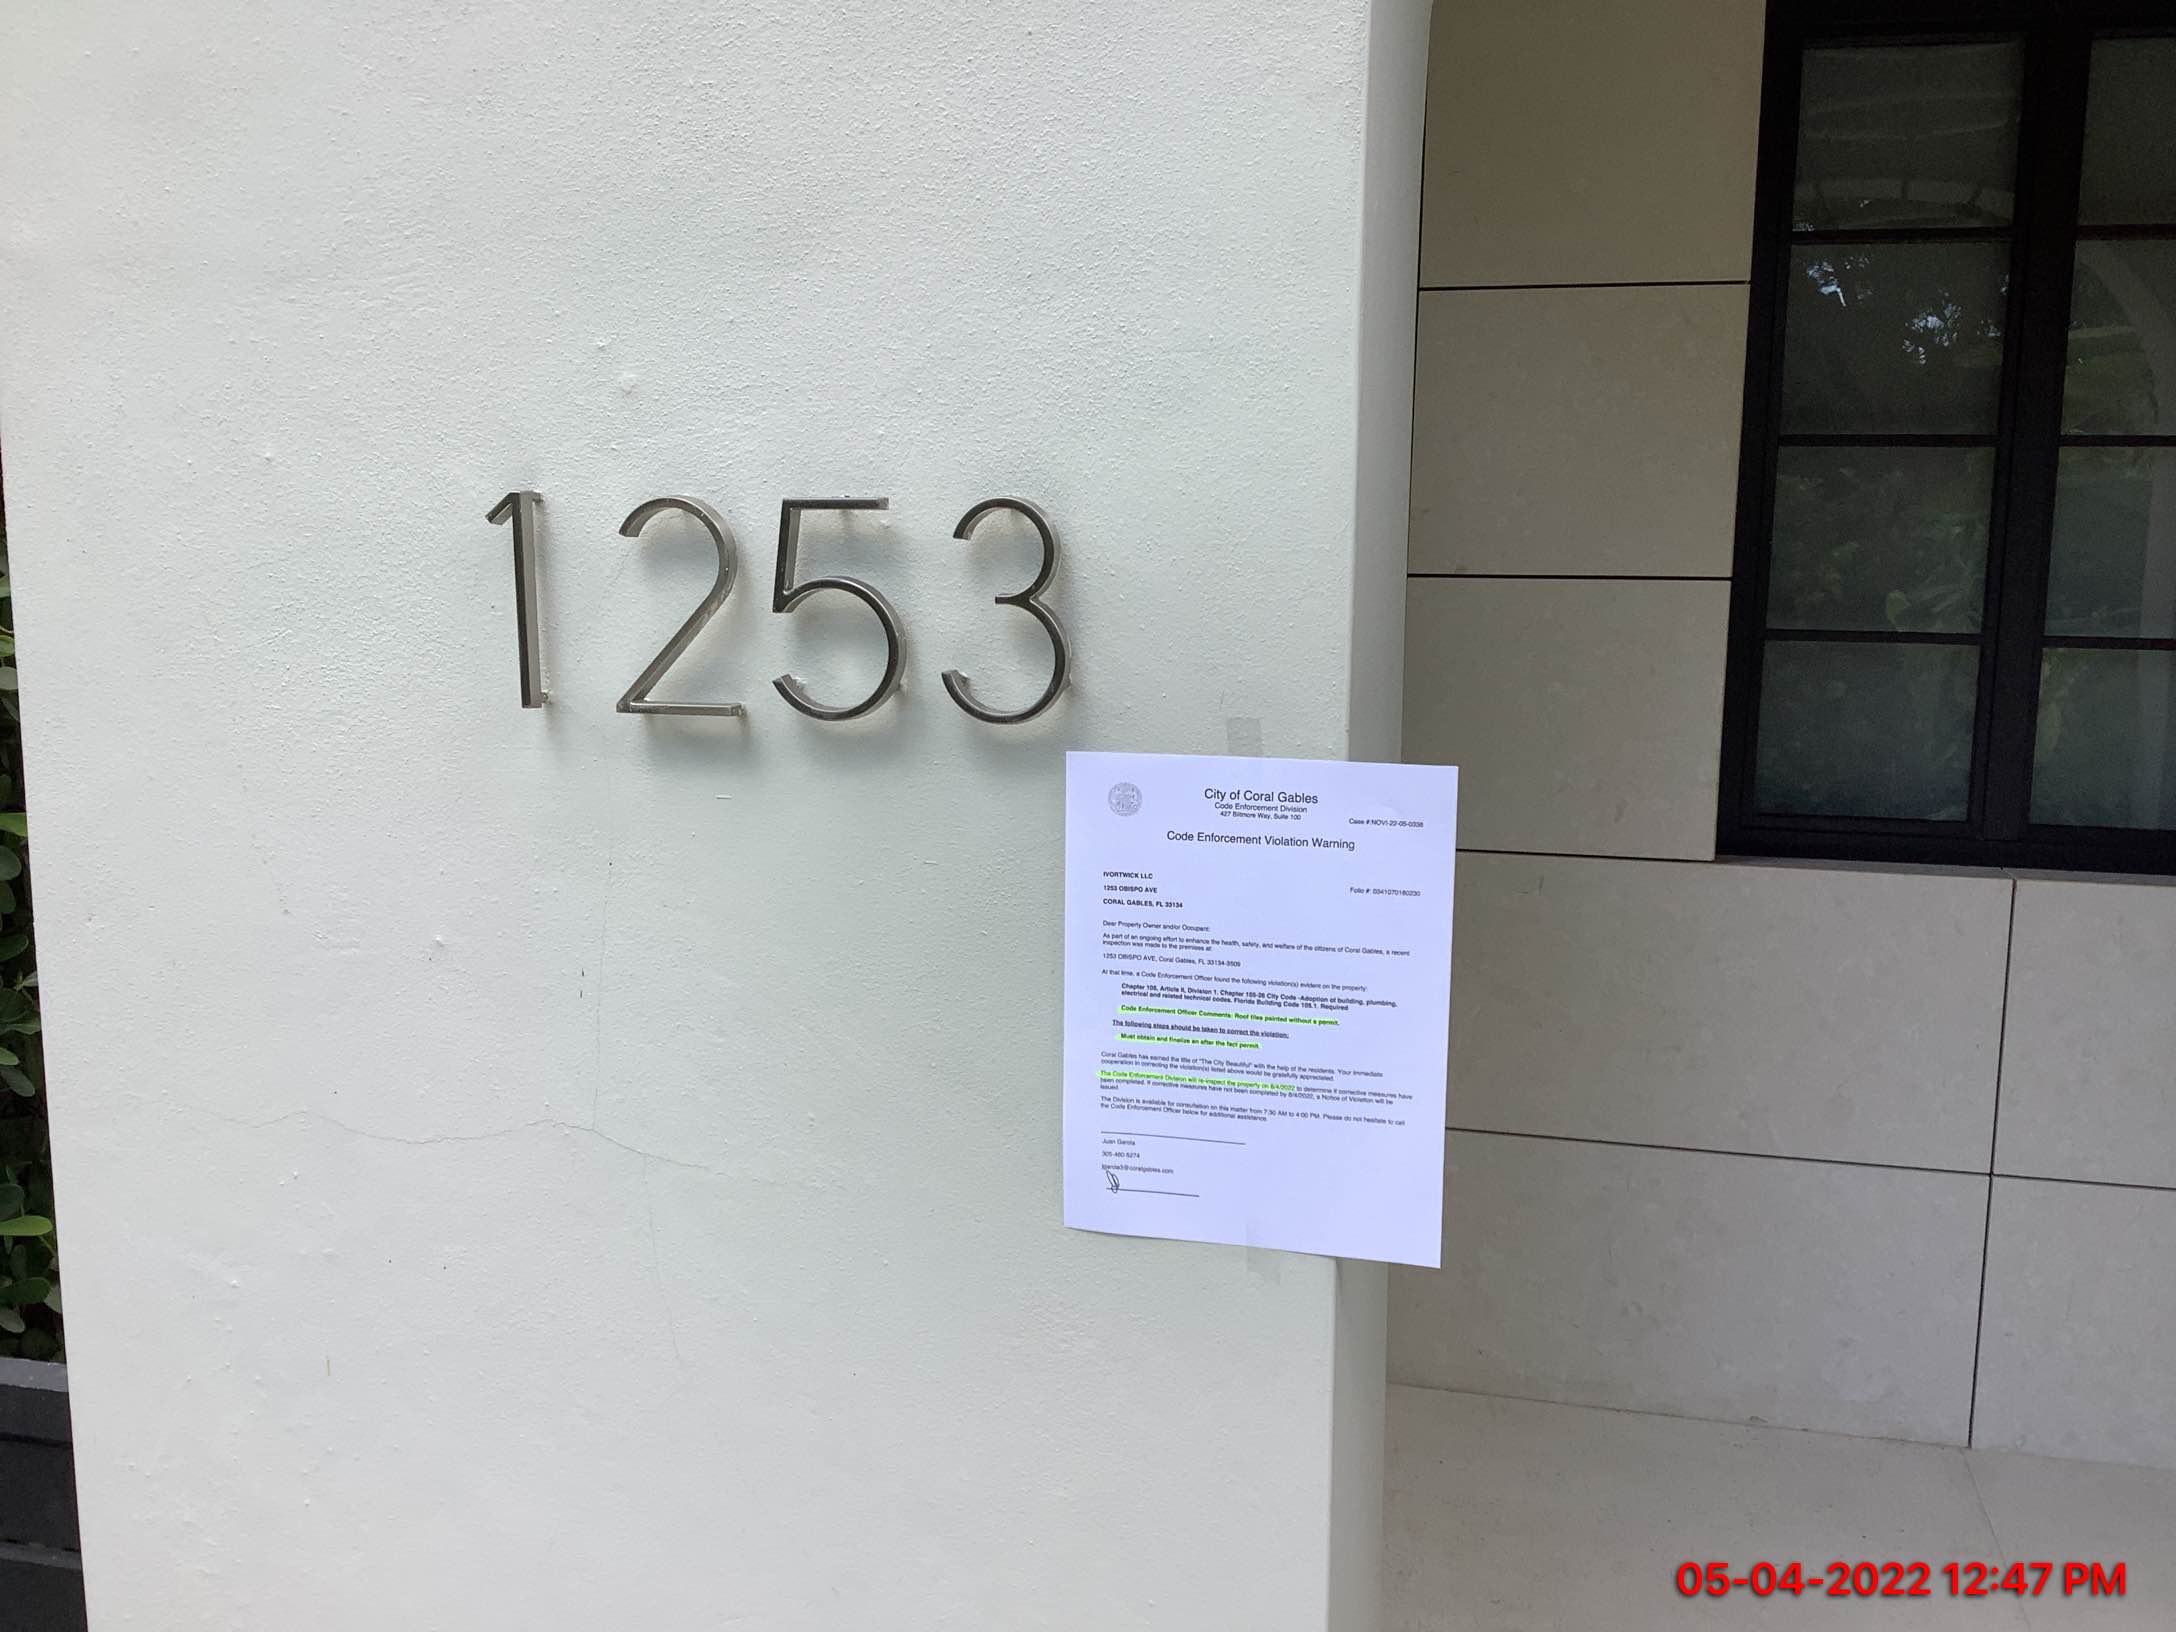 1253
City of Coral Gables
Code Enforcement Division
427 Biltmore Way, Suite 100
Case #:NOVI-22-05-0338
Code Enforcement Violation Warning
IVORTWICK LLC
1253 OBISPO AVE
Folio #: 0341070180230
CORAL GABLES, FL 33134
Dear Property Owner and/or Occupant:
As part of an ongoing effort to enhance the health, safety, and welfare of the citizens of Coral Gables, a recent
inspection was made to the premises at:
1253 OBISPO AVE, Coral Gables, FL 33134-3509
At that time, a Code Enforcement Officer found the following violation(s) evident on the property:
Chapter 105, Article II, Division 1. Chapter 105-26 City Code -Adoption of building, plumbing,
electrical and related technical codes. Florida Building Code 105.1. Required
Code Enforcement Officer Comments: Roof tiles painted without a permit.
The following steps should be taken to correct the violation:
Must obtain and finalize an after the fact permit.
Coral Gables has earned the title of "The City Beautiful" with the help of the residents. Your immediate
cooperation in correcting the violation(s) listed above would be gratefully appreciated.
The Code Enforcement Division will re-inspect the property on 8/4/2022 to determine if corrective measures have
been completed. If corrective measures have not been completed by 8/4/2022, a Notice of Violation will be
issued.
The Division is available for consultation on this matter from 7:30 AM to 4:00 PM. Please do not hesitate to call
the Code Enforcement Officer below for additional assistance.
Juan Garcia
305-460-5274
jgarcia3@coralgables.com
05-04-2022 12:47 PM